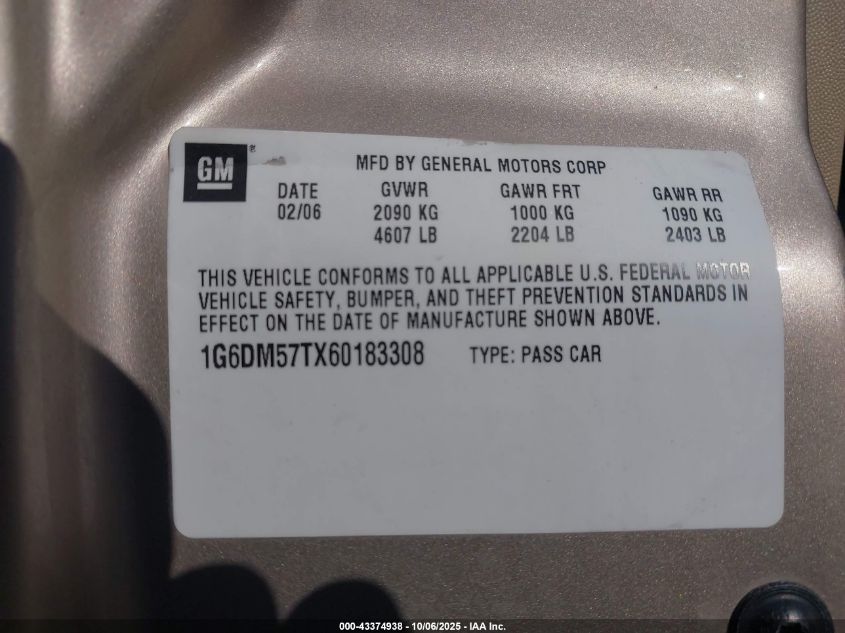 GM®
MFD BY GENERAL MOTORS CORP
DATE GVWR GAWR FRT GAWR RR
02/06 2090 KG 1000 KG 1090 KG
4607 LB 2204 LB 2403 LB
THIS VEHICLE CONFORMS TO ALL APPLICABLE U.S. FEDERAL MOTOR
VEHICLE SAFETY, BUMPER, AND THEFT PREVENTION STANDARDS IN
EFFECT ON THE DATE OF MANUFACTURE SHOWN ABOVE.
1G6DM57TX60183308 TYPE: PASS CAR
000-43374938 - 10/06/2025 - IAA Inc.